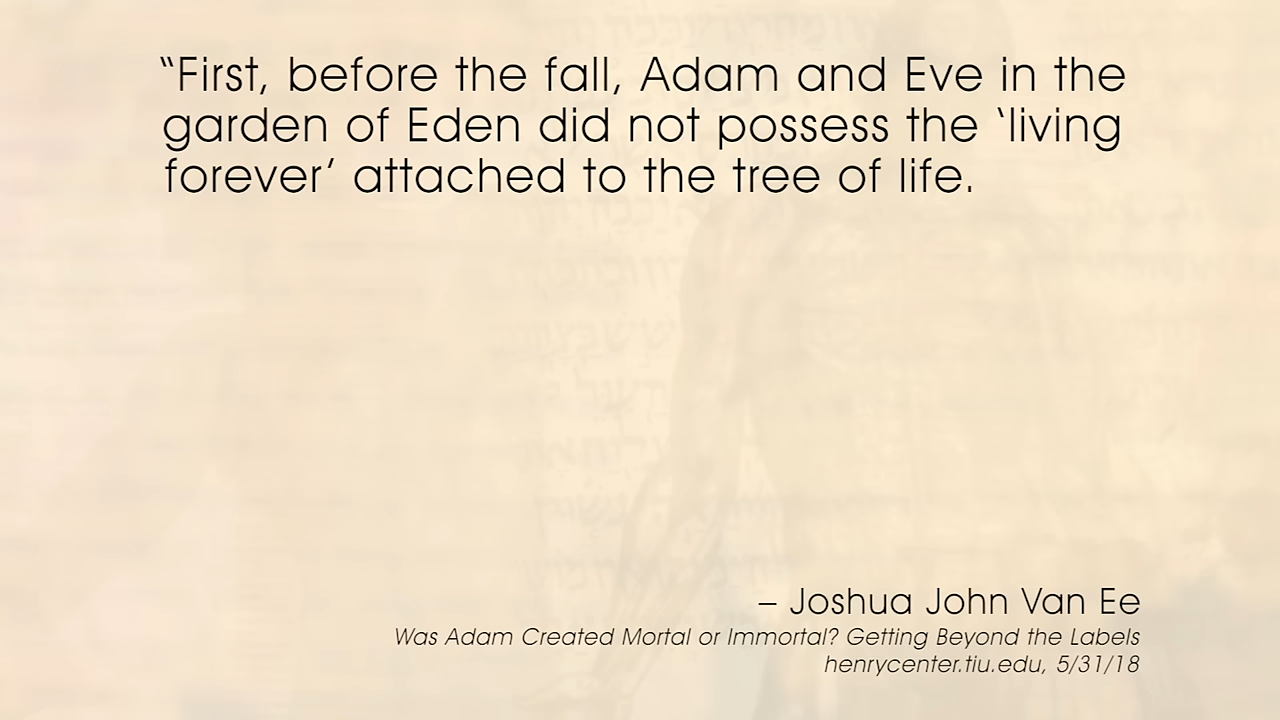 “First, before the fall, Adam and Eve in the
garden of Eden did not possess the ‘living
forever’ attached to the tree of life.
– Joshua John Van Ee
Was Adam Created Mortal or Immortal? Getting Beyond the Labels
henrycenter.tiu.edu, 5/31/18